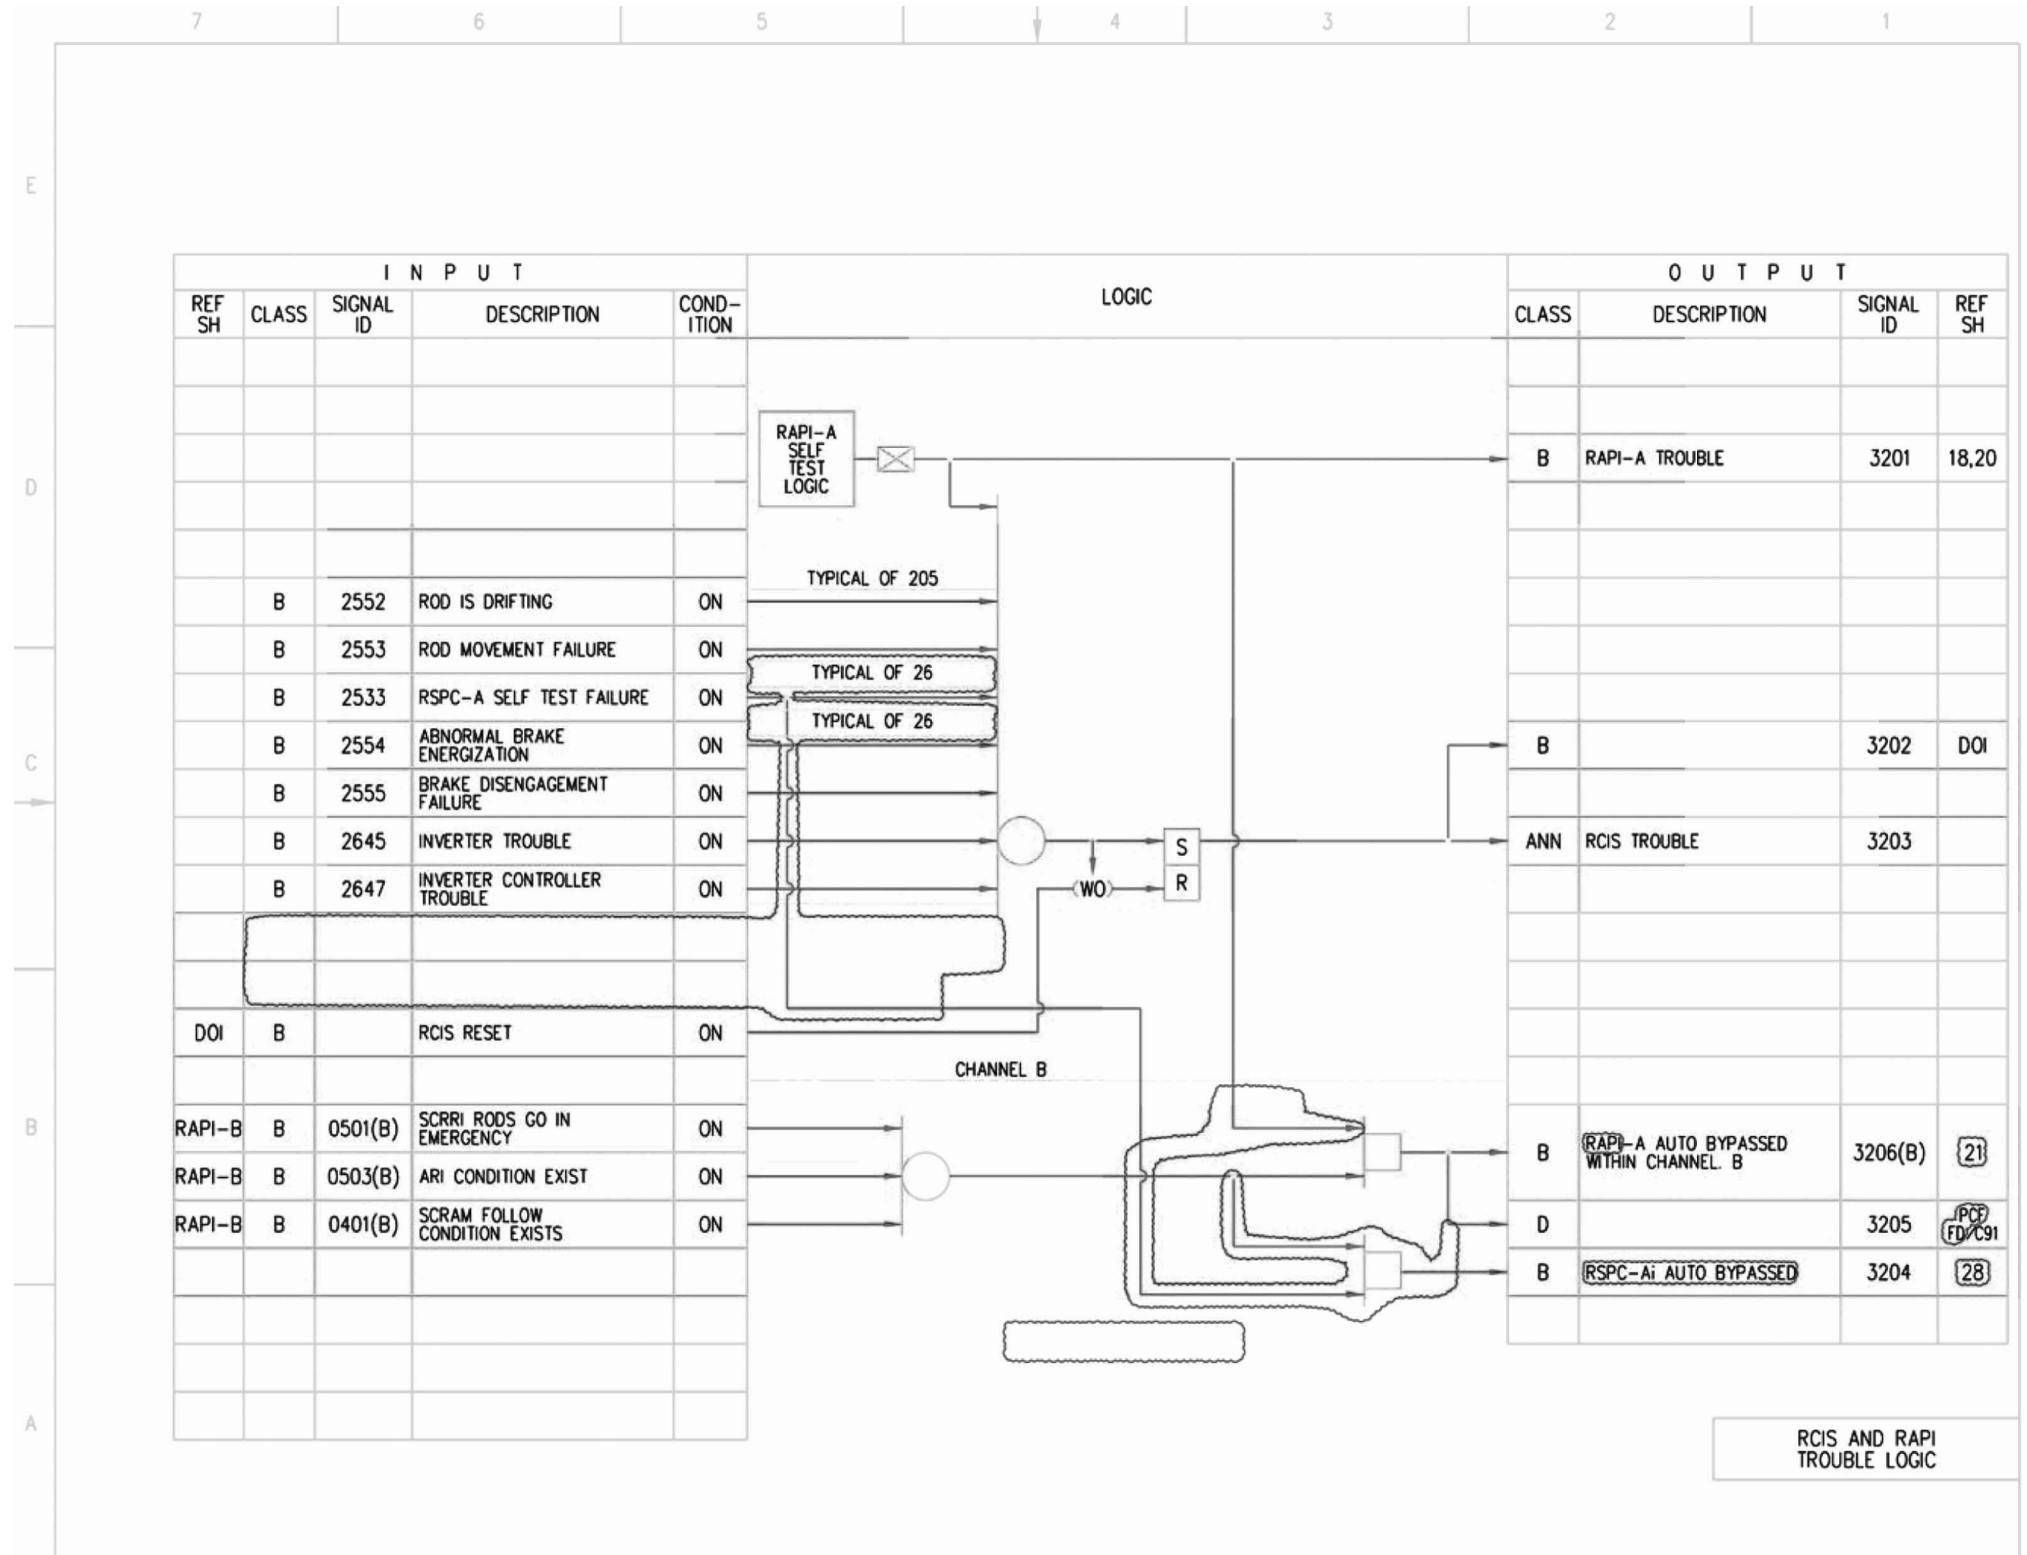 7 6 5 4 3 2 1
E
D
C
B
A
I N P U T
REF SH CLASS SIGNAL ID DESCRIPTION COND-ITION
LOGIC
O U T P U T
CLASS DESCRIPTION SIGNAL ID REF SH
RAPI-A
SELF
TEST
LOGIC
B RAPI-A TROUBLE 3201 18,20
TYPICAL OF 205
B 2552 ROD IS DRIFTING ON
B 2553 ROD MOVEMENT FAILURE ON
TYPICAL OF 26
B 2533 RSPC-A SELF TEST FAILURE ON
TYPICAL OF 26
B 2554 ABNORMAL BRAKE
ENERGIZATION ON
B 3202 DOI
B 2555 BRAKE DISENGAGEMENT
FAILURE ON
B 2645 INVERTER TROUBLE ON
S
ANN RCIS TROUBLE 3203
B 2647 INVERTER CONTROLLER
TROUBLE ON
(WO) R
DOI B RCIS RESET ON
CHANNEL B
RAPI-B B 0501(B) SCRRI RODS GO IN
EMERGENCY ON
B RAPI-A AUTO BYPASSED
WITHIN CHANNEL. B 3206(B) 21
RAPI-B B 0503(B) ARI CONDITION EXIST ON
RAPI-B B 0401(B) SCRAM FOLLOW
CONDITION EXISTS ON
D 3205 PCF
FD/C91
B RSPC-Ai AUTO BYPASSED 3204 28
RCIS AND RAPI
TROUBLE LOGIC